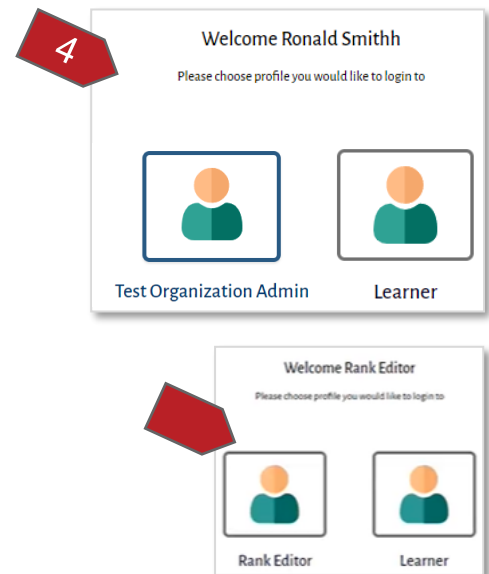 4
Welcome Ronald Smithh
Please choose profile you would like to login to
Test Organization Admin
Learner
Welcome Rank Editor
Please choose profile you would like to login to
Rank Editor
Learner